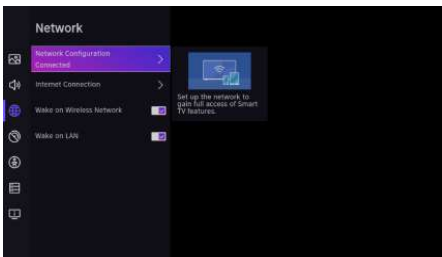 Network
Network Configuration
Connected
Internet Connection
Wake on Wireless Network
Wake on LAN
Set up the network to
gain full access of Smart
TV features.